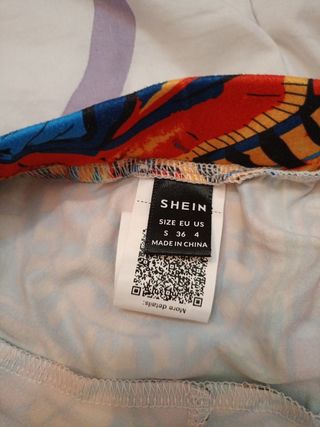 SHEIN
SIZE EU US
S 36 4
MADE IN CHINA
More details: